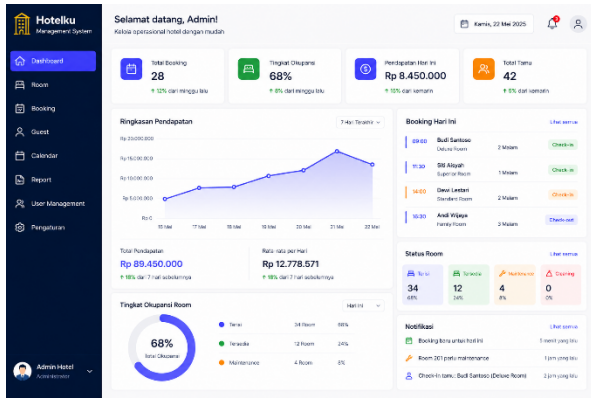 Hotelku
Management System
Dashboard
Room
Booking
Guest
Calendar
Report
User Management
Pengaturan
Admin Hotel
Administrator
Selamat datang, Admin!
Kelola operasional hotel dengan mudah
Kamis, 22 Mei 2025
Total Booking
28
↑ 12% dari minggu lalu
Tingkat Okupansi
68%
↑ 8% dari minggu lalu
Pendapatan Hari Ini
Rp 8.450.000
↑ 15% dari kemarin
Total Tamu
42
↑ 5% dari kemarin
Ringkasan Pendapatan
7 Hari Terakhir
Rp 20.000.000
Rp 15.000.000
Rp 10.000.000
Rp 5.000.000
Rp 0
16 Mei 17 Mei 18 Mei 19 Mei 20 Mei 21 Mei 22 Mei
Total Pendapatan
Rp 89.450.000
↑ 18% dari 7 hari sebelumnya
Rata rata per Hari
Rp 12.778.571
↑ 18% dari 7 hari sebelumnya
Tingkat Okupansi Room
Hari Ini
68%
Total Okupansi
Terisi 34 Room 68%
Tersedia 12 Room 24%
Maintenance 4 Room 8%
Booking Hari Ini
Lihat semua
09:00 Budi Santoso
Deluxe Room 2 Malam Check-in
11:30 Siti Aisyah
Superior Room 1 Malam Check-in
14:00 Dewi Lestari
Standard Room 2 Malam Check-in
16:30 Andi Wijaya
Family Room 3 Malam Check-out
Status Room
Lihat semua
Terisi
34
68%
Tersedia
12
24%
Maintenance
4
8%
Cleaning
0
0%
Notifikasi
Lihat semua
Booking baru untuk hari ini 5 menit yang lalu
Room 201 perlu maintenance 1 jam yang lalu
Check-in tamu: Budi Santoso (Deluxe Room) 2 jam yang lalu